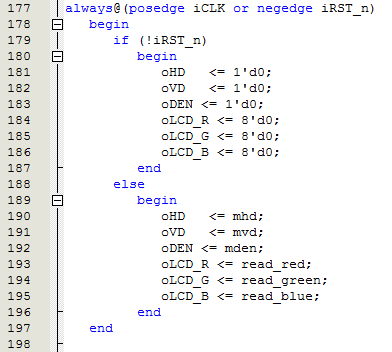 177 always@(posedge iCLK or negedge iRST_n)
178 begin
179 if (!iRST_n)
180 begin
181 oHD <= 1'd0;
182 oVD <= 1'd0;
183 oDEN <= 1'd0;
184 oLCD_R <= 8'd0;
185 oLCD_G <= 8'd0;
186 oLCD_B <= 8'd0;
187 end
188 else
189 begin
190 oHD <= mhd;
191 oVD <= mvd;
192 oDEN <= mden;
193 oLCD_R <= read_red;
194 oLCD_G <= read_green;
195 oLCD_B <= read_blue;
196 end
197 end
198